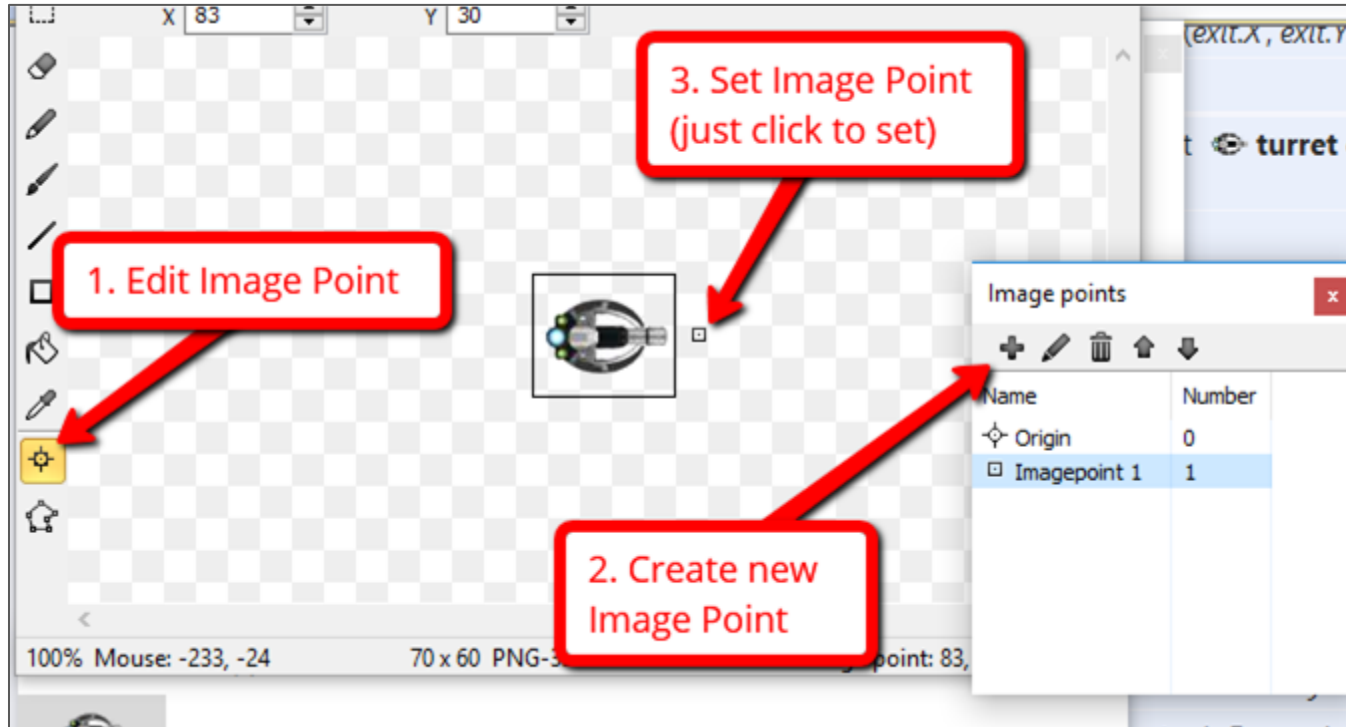 X 83 Y 30
(exit.X , exit.Y
3. Set Image Point
(just click to set)
t turret
1. Edit Image Point
Image points
x
Name Number
Origin 0
Imagepoint 1 1
2. Create new
Image Point
100% Mouse: -233, -24 70 x 60 PNG-3 point: 83,